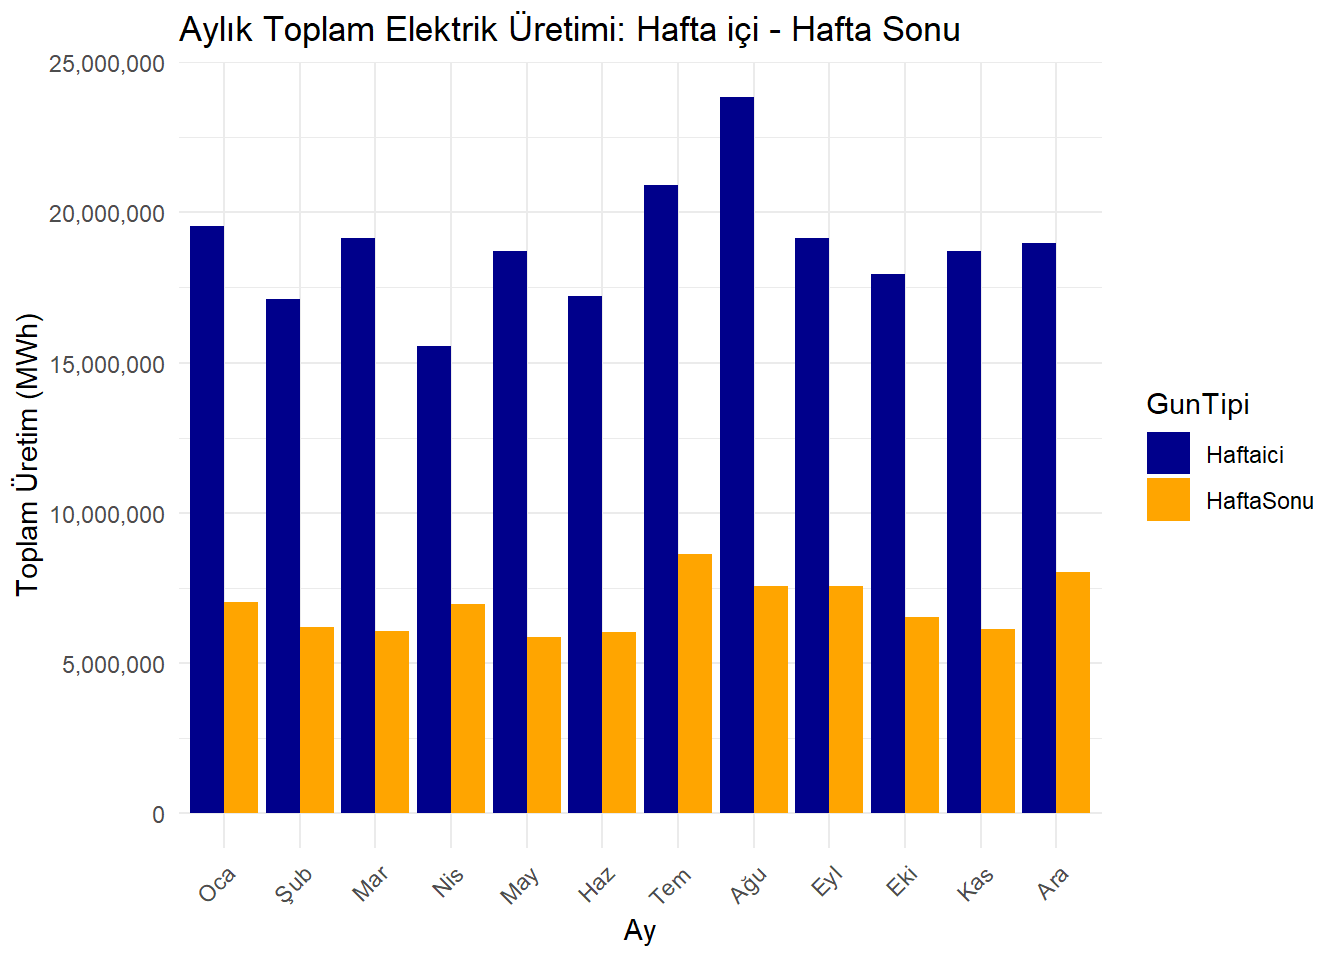 Aylık Toplam Elektrik Üretimi: Hafta içi - Hafta Sonu
25,000,000
20,000,000
15,000,000
10,000,000
5,000,000
0
Toplam Üretim (MWh)
Oca
Şub
Mar
Nis
May
Haz
Tem
Ağu
Eyl
Eki
Kas
Ara
Ay
GunTipi
Haftaici
HaftaSonu